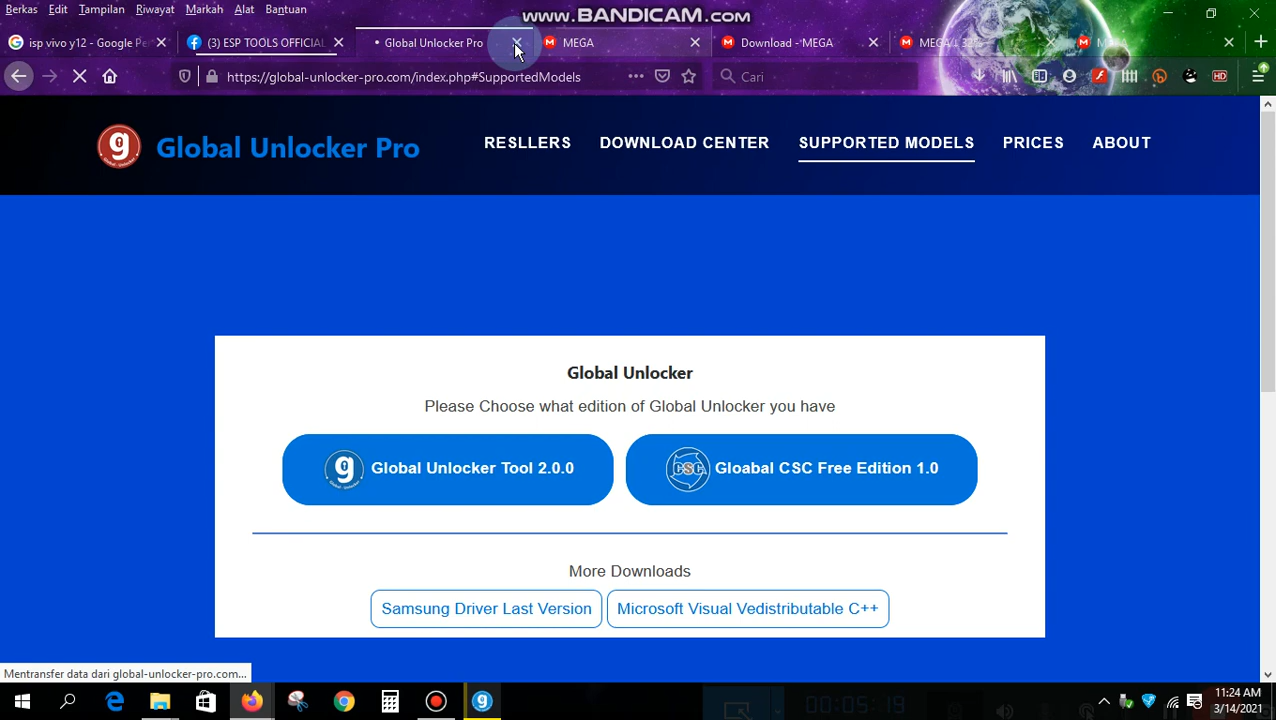 Berkas Edit Tampilan Riwayat Markah Alat Bantuan
www.BANDICAM.com
isp vivo y12 - Google Pe
(3) ESP TOOLS OFFICIAL
Global Unlocker Pro
MEGA
Download - MEGA
https://global-unlocker-pro.com/index.php#SupportedModels
Cari
Global Unlocker Pro
RESLLERS DOWNLOAD CENTER SUPPORTED MODELS PRICES ABOUT
Global Unlocker
Please Choose what edition of Global Unlocker you have
Global Unlocker Tool 2.0.0
Gloabal CSC Free Edition 1.0
More Downloads
Samsung Driver Last Version
Microsoft Visual Vedistributable C++
Mentransfer data dari global-unlocker-pro.com...
00:05:19
11:24 AM
3/14/2021